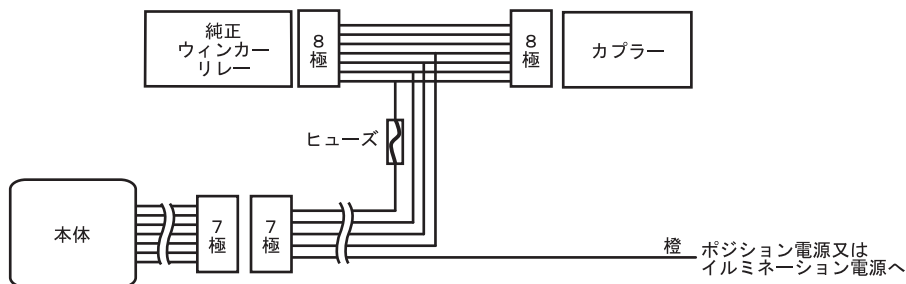 純正
ウィンカー
リレー
8
極
8
極
カプラー
ヒューズ
本体
7
極
7
極
橙
ポジション電源又は
イルミネーション電源へ